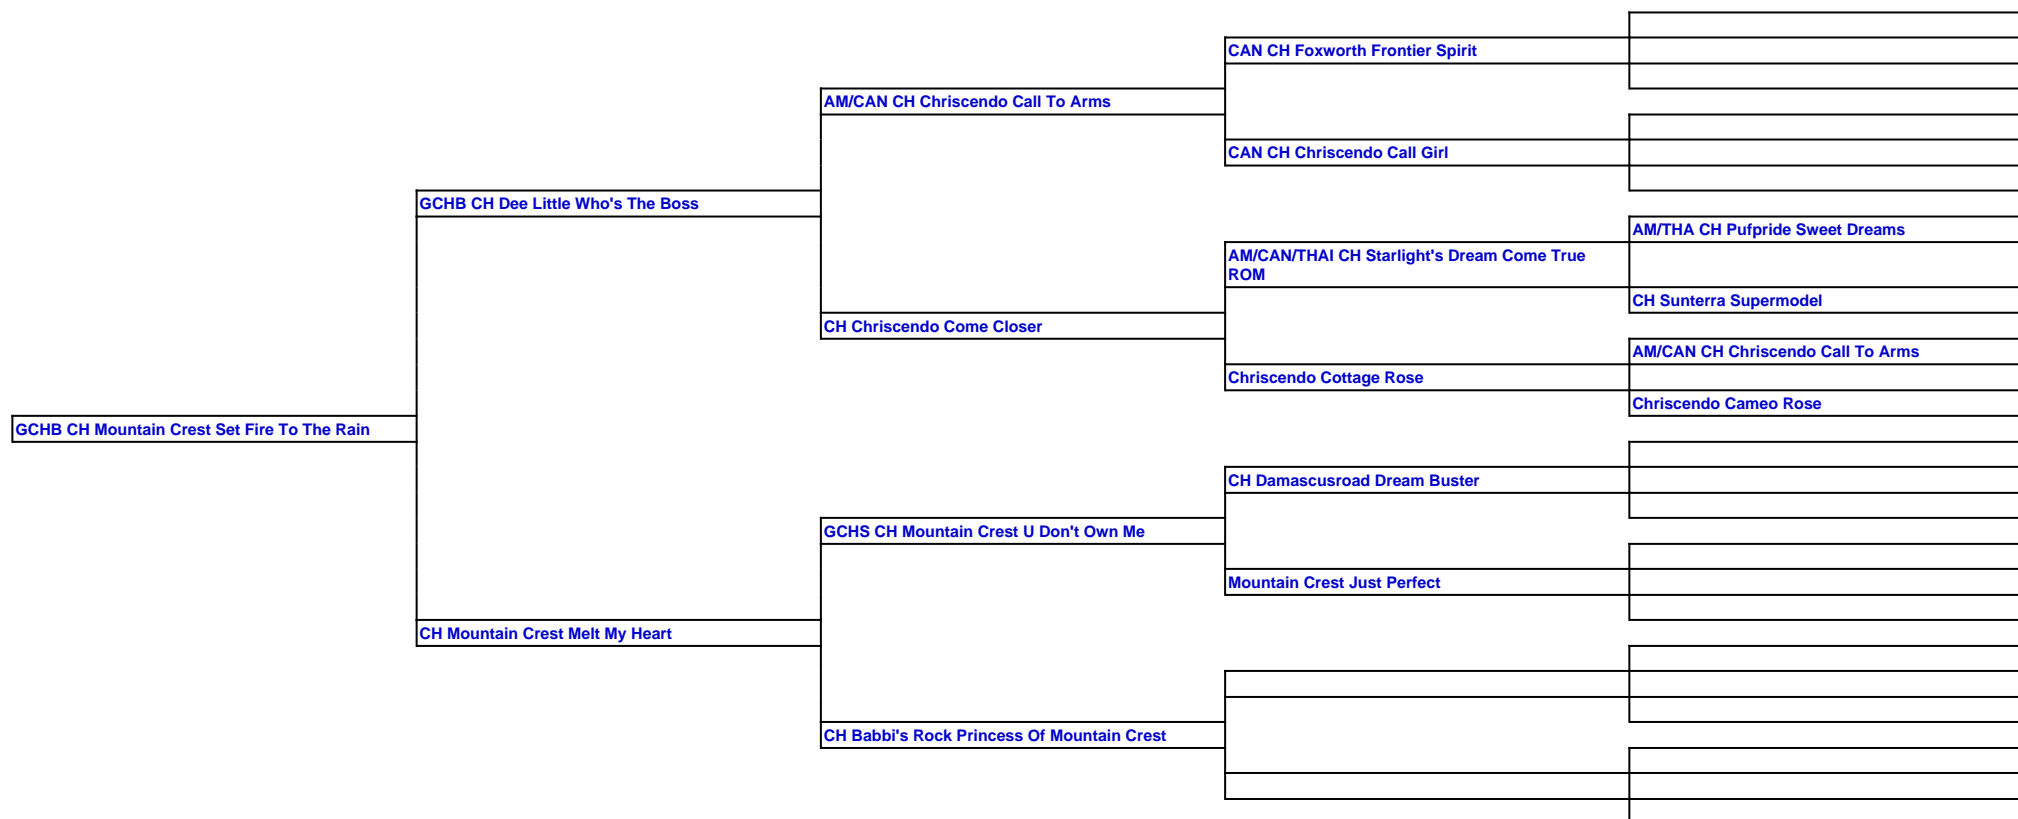 CAN CH Foxworth Frontier Spirit
AM/CAN CH Chriscendo Call To Arms
CAN CH Chriscendo Call Girl
GCHB CH Dee Little Who's The Boss
AM/THA CH Pufpride Sweet Dreams
AM/CAN/THAI CH Starlight's Dream Come True
ROM
CH Sunterra Supermodel
CH Chriscendo Come Closer
AM/CAN CH Chriscendo Call To Arms
Chriscendo Cottage Rose
Chriscendo Cameo Rose
GCHB CH Mountain Crest Set Fire To The Rain
CH Damascusroad Dream Buster
GCHS CH Mountain Crest U Don't Own Me
Mountain Crest Just Perfect
CH Mountain Crest Melt My Heart
CH Babbi's Rock Princess Of Mountain Crest